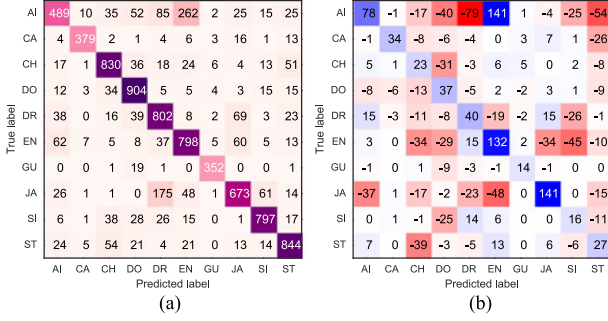 AI 489 10 35 52 85 262 2 25 15 25
CA 4 379 1 1 4 6 3 16 1 13
CH 17 1 830 36 18 24 6 4 13 51
DO 12 3 34 904 5 5 4 3 15 15
DR 38 0 16 39 802 8 2 69 3 23
EN 62 7 5 8 37 798 5 60 5 13
GU 0 0 1 9 0 1 352 0 0 1
JA 26 1 1 0 175 48 1 673 61 14
SI 6 1 38 28 26 15 0 9 797 17
ST 24 5 54 21 4 21 0 13 14 844
AI CA CH DO DR EN GU JA SI ST
Predicted label
True label
(a)
AI 78 -1 -17 -40 -79 141 1 -4 -25 -54
CA -1 34 -8 -6 -2 -2 3 7 1 -26
CH 5 1 23 -31 -3 6 5 0 2 -8
DO -8 -6 -13 37 -5 -2 0 -2 0 -1
DR 15 -3 -11 -8 40 -19 -2 15 -26 -1
EN -1 3 -34 -29 15 132 2 -34 -45 -10
GU -1 0 0 -9 -3 -1 14 -1 0 0
JA -37 1 -17 -2 -23 -48 0 141 0 -15
SI 0 1 -1 -25 14 6 0 0 16 -11
ST 7 0 -39 -3 -5 13 0 6 -6 27
AI CA CH DO DR EN GU JA SI ST
Predicted label
True label
(b)